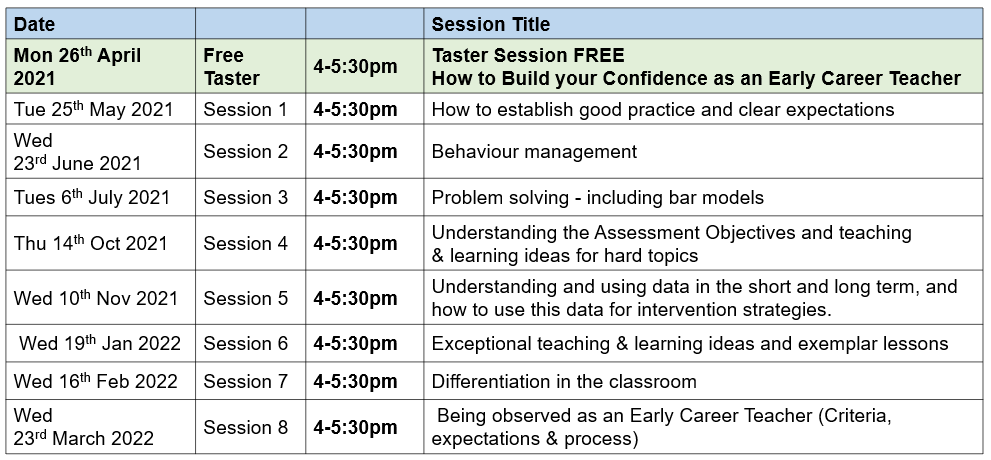 Date Session Title
Mon 26th April
2021
Free
Taster
4-5:30pm
Taster Session FREE
How to Build your Confidence as an Early Career Teacher
Tue 25th May 2021 Session 1 4-5:30pm How to establish good practice and clear expectations
Wed
23rd June 2021
Session 2 4-5:30pm Behaviour management
Tues 6th July 2021 Session 3 4-5:30pm Problem solving - including bar models
Thu 14th Oct 2021 Session 4 4-5:30pm
Understanding the Assessment Objectives and teaching
& learning ideas for hard topics
Wed 10th Nov 2021 Session 5 4-5:30pm
Understanding and using data in the short and long term, and
how to use this data for intervention strategies.
Wed 19th Jan 2022 Session 6 4-5:30pm Exceptional teaching & learning ideas and exemplar lessons
Wed 16th Feb 2022 Session 7 4-5:30pm Differentiation in the classroom
Wed
23rd March 2022
Session 8 4-5:30pm
Being observed as an Early Career Teacher (Criteria,
expectations & process)